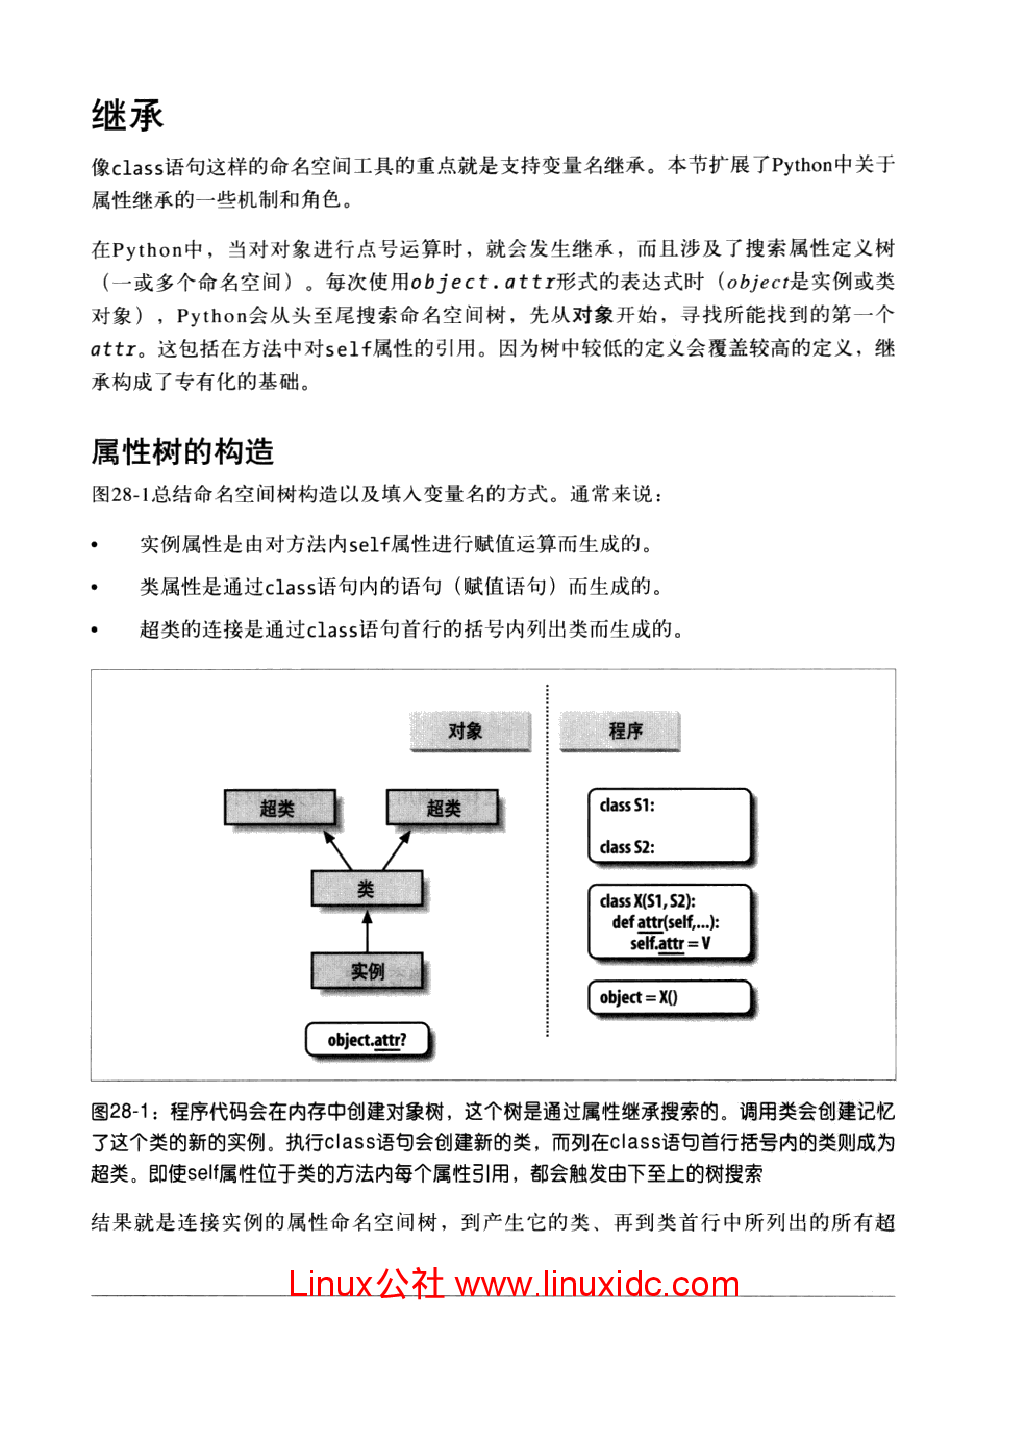 继承
像class语句这样的命名空间工具的重点就是支持变量名继承。本节扩展了Python中关于
属性继承的一些机制和角色。
在Python中，当对对象进行点号运算时，就会发生继承，而且涉及了搜索属性定义树
（一或多个命名空间）。每次使用object.attr形式的表达式时（object是实例或类
对象），Python会从头至尾搜索命名空间树，先从对象开始，寻找所能找到的第一个
attr。这包括在方法中对self属性的引用。因为树中较低的定义会覆盖较高的定义，继
承构成了专有化的基础。
属性树的构造
图28-1总结命名空间树构造以及填入变量名的方式。通常来说：
• 实例属性是由对方法内self属性进行赋值运算而生成的。
• 类属性是通过class语句内的语句（赋值语句）而生成的。
• 超类的连接是通过class语句首行的括号内列出类而生成的。
对象
程序
超类
超类
类
实例
object.attr?
class S1:
class S2:
class X(S1, S2):
def attr(self,...):
self.attr = V
object = X()
图28-1：程序代码会在内存中创建对象树，这个树是通过属性继承搜索的。调用类会创建记忆
了这个类的新的实例。执行class语句会创建新的类，而列在class语句首行括号内的类则成为
超类。即使self属性位于类的方法内每个属性引用，都会触发由下至上的树搜索
结果就是连接实例的属性命名空间树，到产生它的类、再到类首行中所列出的所有超
Linux公社 www.linuxidc.com